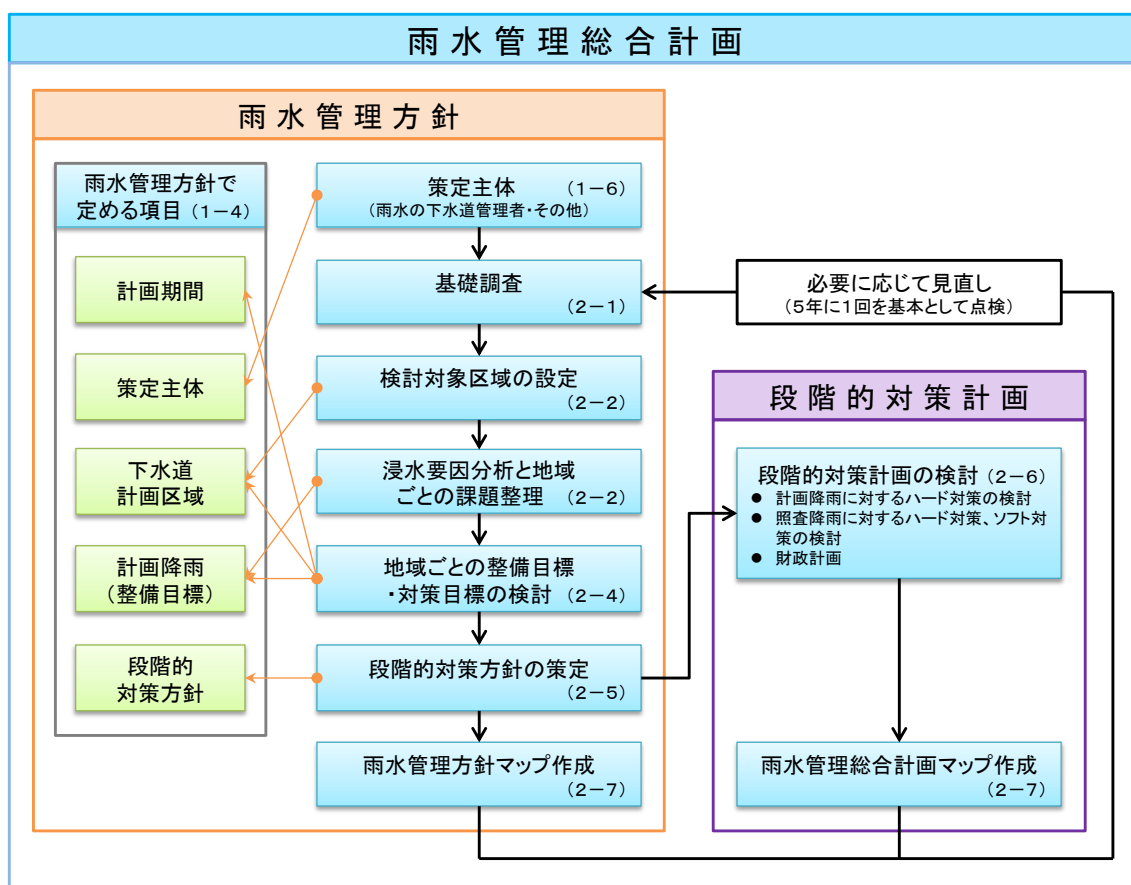 雨水管理総合計画
雨水管理方針
雨水管理方針で
定める項目（１－４）
計画期間
策定主体
下水道
計画区域
計画降雨
（整備目標）
段階的
対策方針
策定主体　（１－６）
（雨水の下水道管理者・その他）
基礎調査
（２－１）
検討対象区域の設定
（２－２）
浸水要因分析と地域
ごとの課題整理（２－２）
地域ごとの整備目標
・対策目標の検討（２－４）
段階的対策方針の策定
（２－５）
雨水管理方針マップ作成
（２－７）
必要に応じて見直し
（５年に１回を基本として点検）
段階的対策計画
段階的対策計画の検討（２－６）
● 計画降雨に対するハード対策の検討
● 照査降雨に対するハード対策、ソフト対
策の検討
● 財政計画
雨水管理総合計画マップ作成
（２－７）